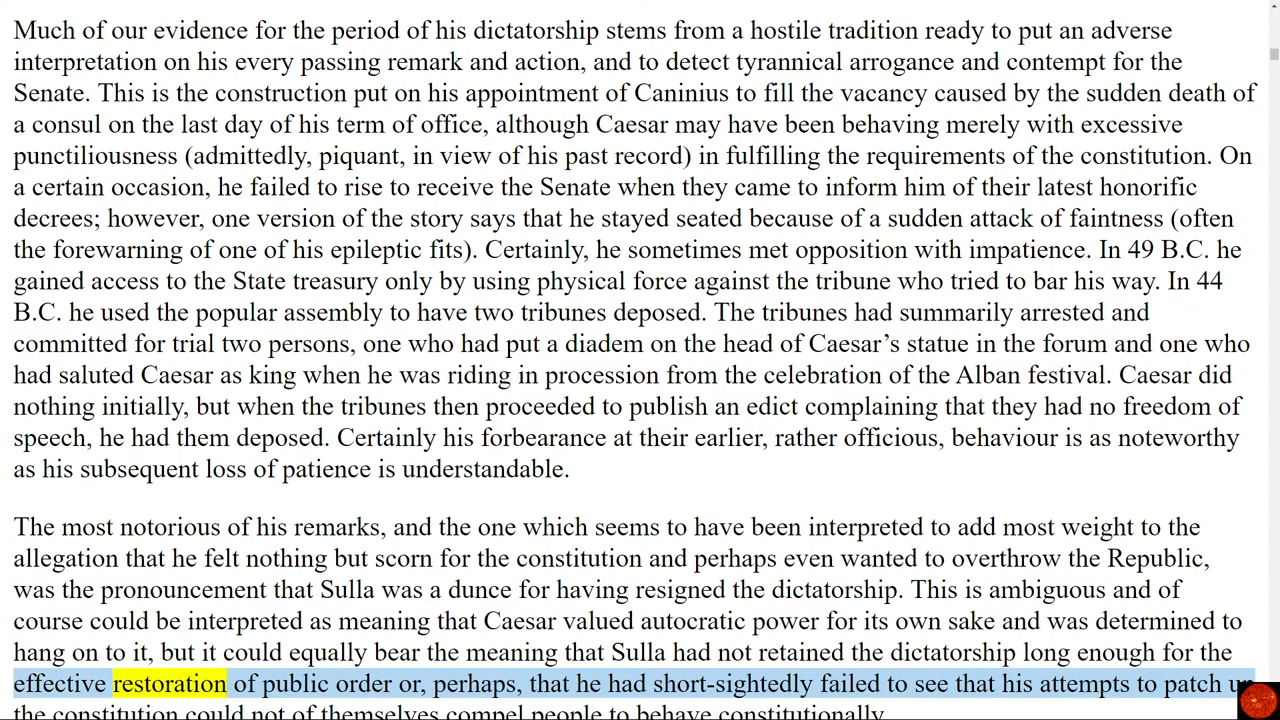 Much of our evidence for the period of his dictatorship stems from a hostile tradition ready to put an adverse
interpretation on his every passing remark and action, and to detect tyrannical arrogance and contempt for the
Senate. This is the construction put on his appointment of Caninius to fill the vacancy caused by the sudden death of
a consul on the last day of his term of office, although Caesar may have been behaving merely with excessive
punctiliousness (admittedly, piquant, in view of his past record) in fulfilling the requirements of the constitution. On
a certain occasion, he failed to rise to receive the Senate when they came to inform him of their latest honorific
decrees; however, one version of the story says that he stayed seated because of a sudden attack of faintness (often
the forewarning of one of his epileptic fits). Certainly, he sometimes met opposition with impatience. In 49 B.C. he
gained access to the State treasury only by using physical force against the tribune who tried to bar his way. In 44
B.C. he used the popular assembly to have two tribunes deposed. The tribunes had summarily arrested and
committed for trial two persons, one who had put a diadem on the head of Caesar’s statue in the forum and one who
had saluted Caesar as king when he was riding in procession from the celebration of the Alban festival. Caesar did
nothing initially, but when the tribunes then proceeded to publish an edict complaining that they had no freedom of
speech, he had them deposed. Certainly his forbearance at their earlier, rather officious, behaviour is as noteworthy
as his subsequent loss of patience is understandable.
The most notorious of his remarks, and the one which seems to have been interpreted to add most weight to the
allegation that he felt nothing but scorn for the constitution and perhaps even wanted to overthrow the Republic,
was the pronouncement that Sulla was a dunce for having resigned the dictatorship. This is ambiguous and of
course could be interpreted as meaning that Caesar valued autocratic power for its own sake and was determined to
hang on to it, but it could equally bear the meaning that Sulla had not retained the dictatorship long enough for the
effective restoration of public order or, perhaps, that he had short-sightedly failed to see that his attempts to patch up
the constitution could not of themselves compel people to behave constitutionally.